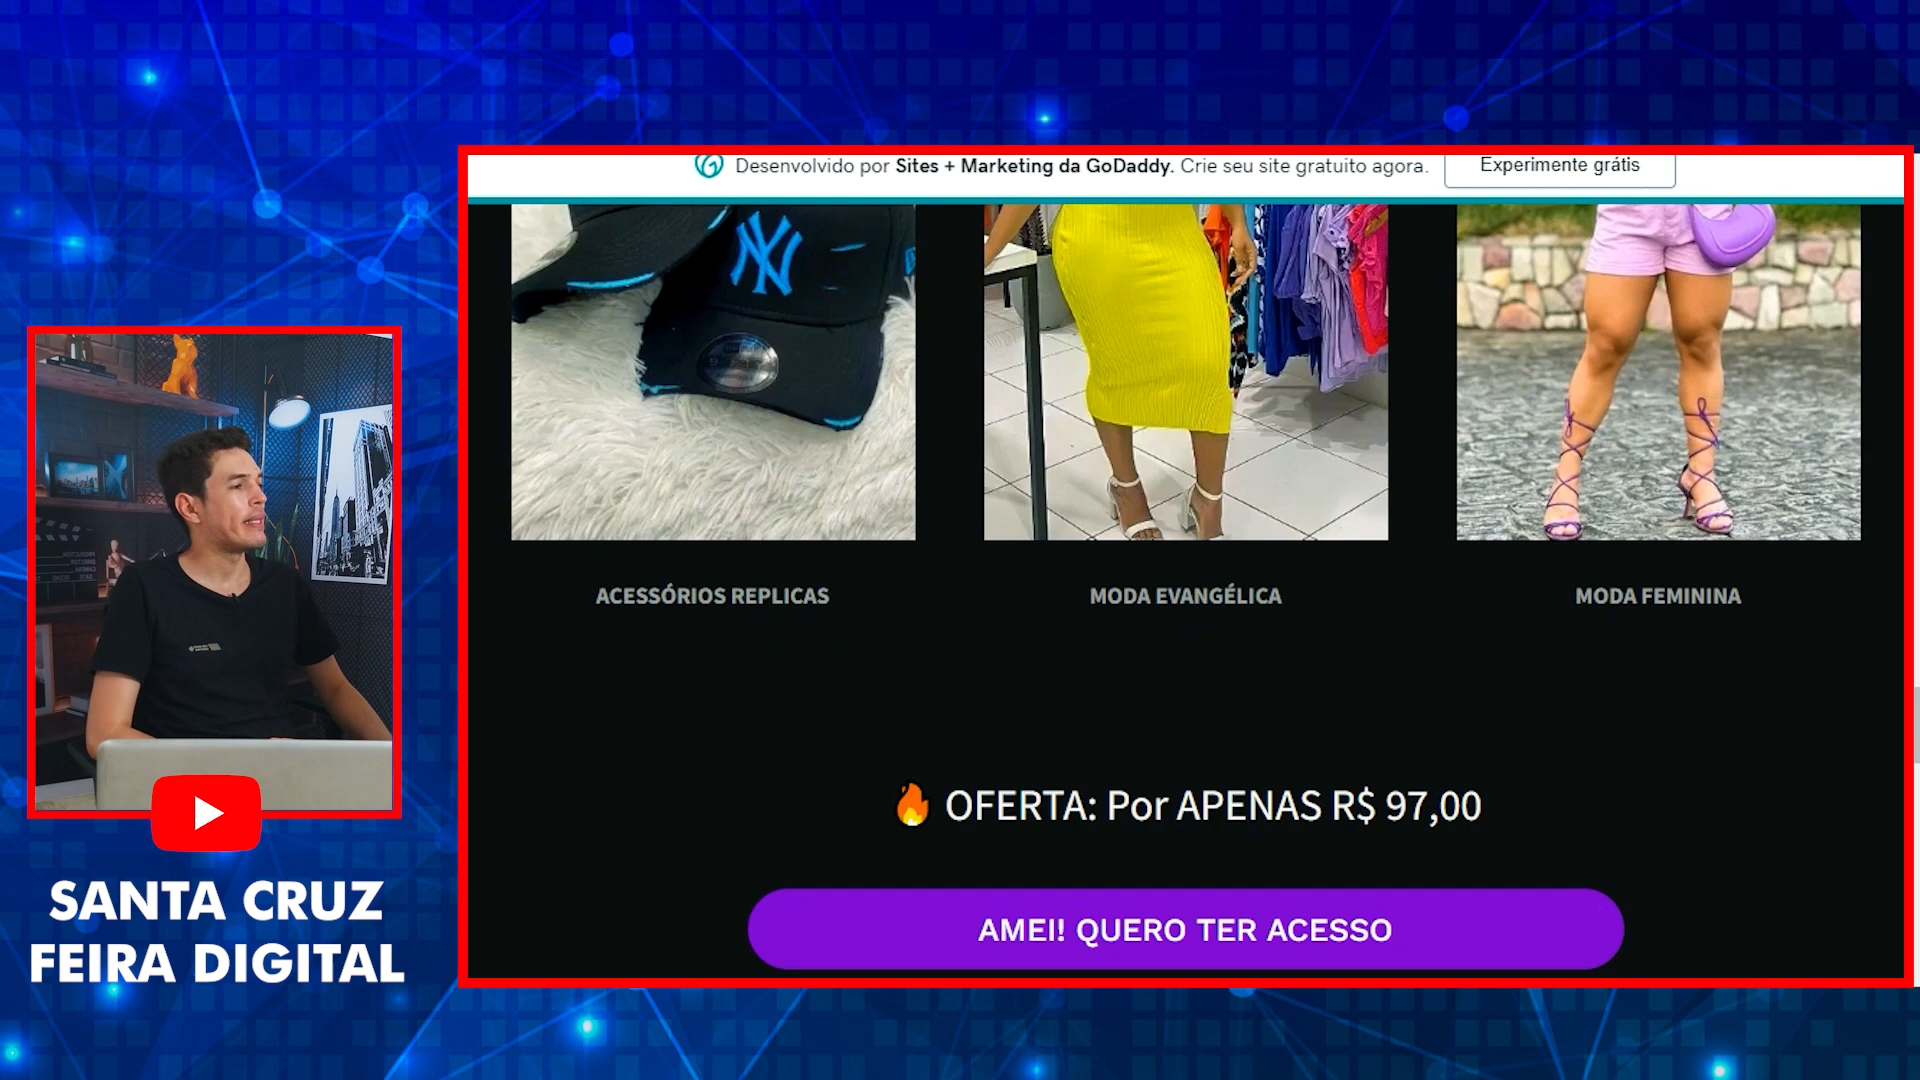 Desenvolvido por Sites + Marketing da GoDaddy. Crie seu site gratuito agora.
Experimente grátis
NY
ACESSÓRIOS REPLICAS
MODA EVANGÉLICA
MODA FEMININA
🔥 OFERTA: Por APENAS R$ 97,00
AMEI! QUERO TER ACESSO
SANTA CRUZ
FEIRA DIGITAL